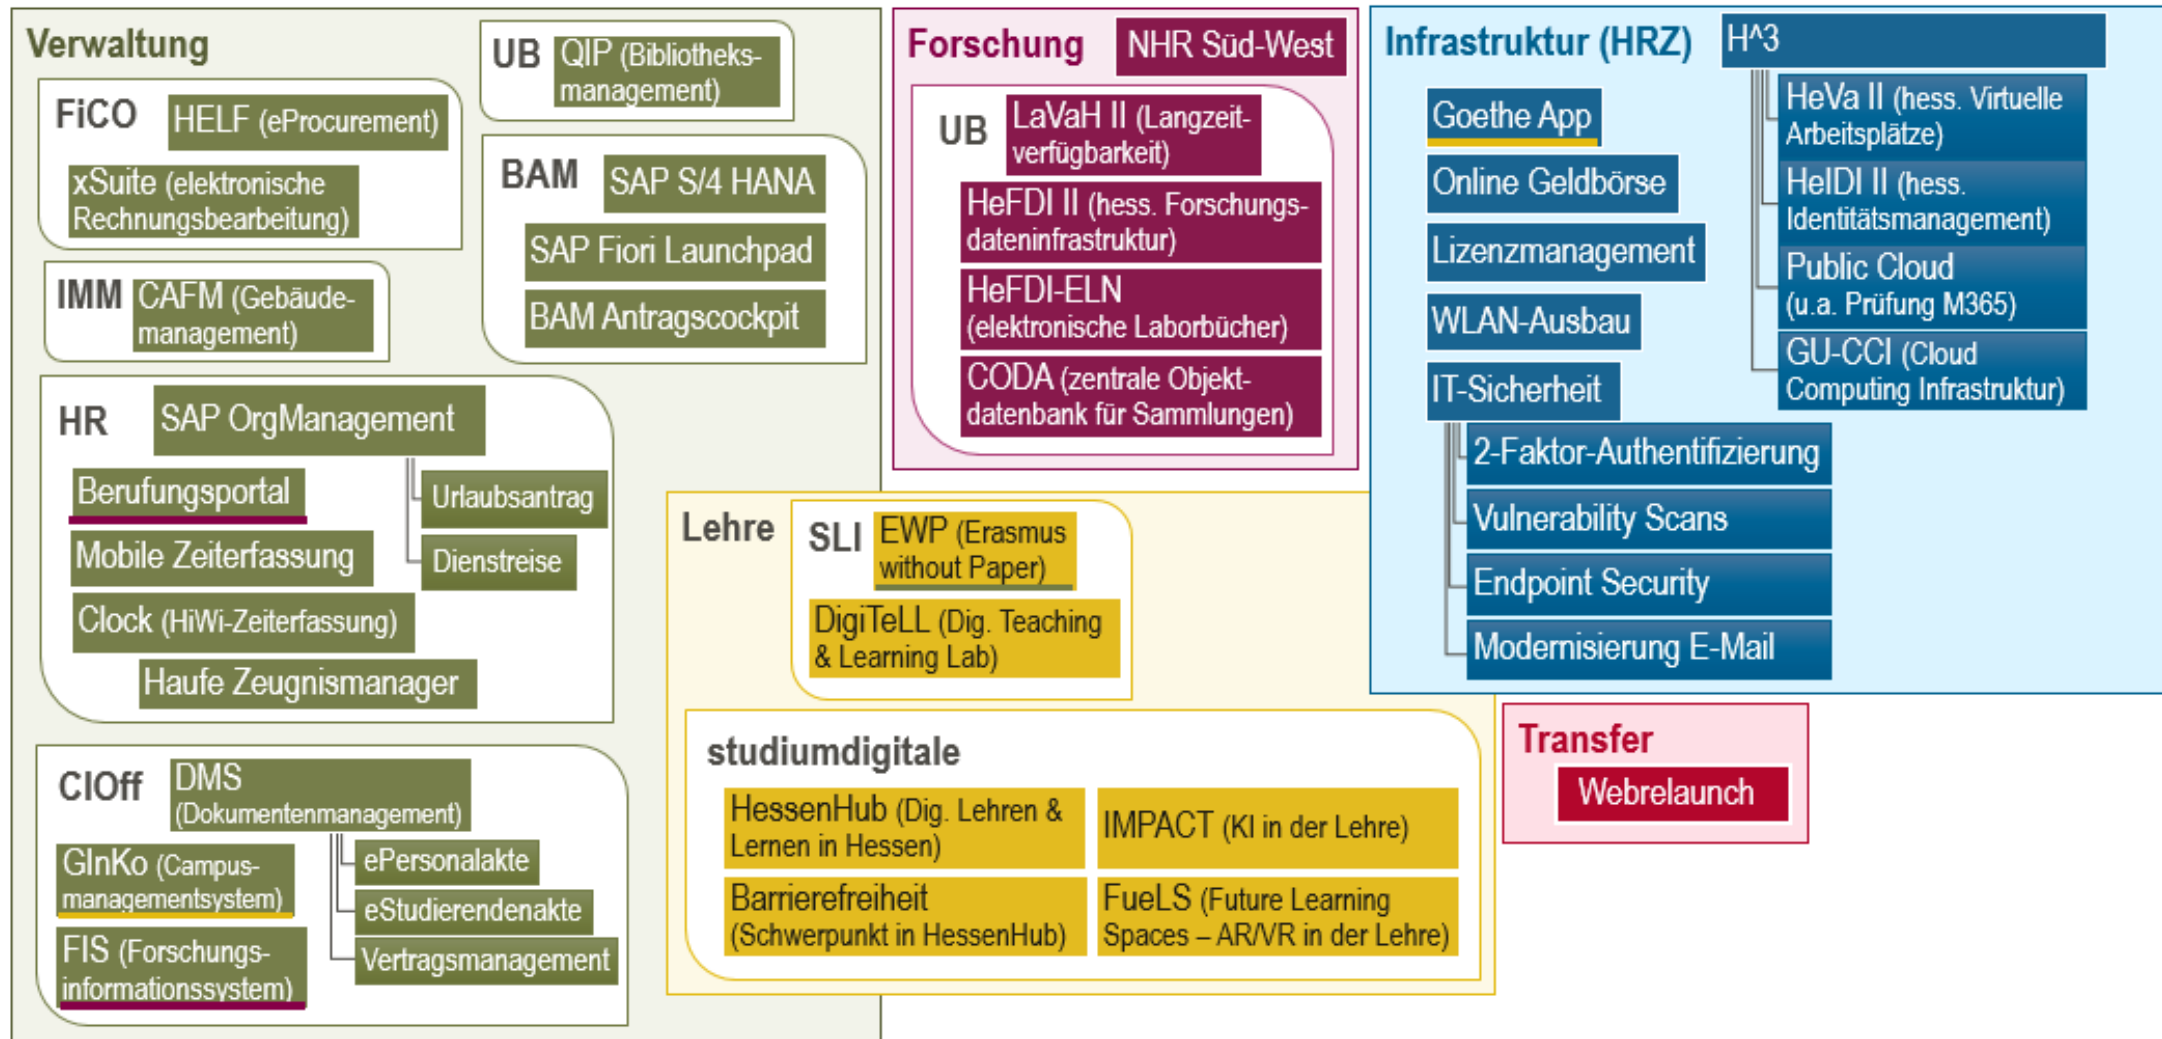 Verwaltung
FiCO
HELF (eProcurement)
xSuite (elektronische
Rechnungsbearbeitung)
UB
QIP (Bibliotheks-
management)
BAM
SAP S/4 HANA
SAP Fiori Launchpad
BAM Antragscockpit
IMM
CAFM (Gebäude-
management)
HR
SAP OrgManagement
Urlaubsantrag
Dienstreise
Berufungsportal
Mobile Zeiterfassung
Clock (HiWi-Zeiterfassung)
Haufe Zeugnismanager
CIOff
DMS
(Dokumentenmanagement)
ePersonalakte
eStudierendenakte
Vertragsmanagement
GInKo (Campus-
managementsystem)
FIS (Forschungs-
informationssystem)
Forschung
NHR Süd-West
UB
LaVaH II (Langzeit-
verfügbarkeit)
HeFDI II (hess. Forschungs-
dateninfrastruktur)
HeFDI-ELN
(elektronische Laborbücher)
CODA (zentrale Objekt-
datenbank für Sammlungen)
Lehre
SLI
EWP (Erasmus
without Paper)
DigiTeLL (Dig. Teaching
& Learning Lab)
studiumdigitale
HessenHub (Dig. Lehren &
Lernen in Hessen)
IMPACT (KI in der Lehre)
Barrierefreiheit
(Schwerpunkt in HessenHub)
FueLS (Future Learning
Spaces – AR/VR in der Lehre)
Infrastruktur (HRZ)
Goethe App
Online Geldbörse
Lizenzmanagement
WLAN-Ausbau
IT-Sicherheit
2-Faktor-Authentifizierung
Vulnerability Scans
Endpoint Security
Modernisierung E-Mail
H^3
HeVa II (hess. Virtuelle
Arbeitsplätze)
HeIDI II (hess.
Identitätsmanagement)
Public Cloud
(u.a. Prüfung M365)
GU-CCI (Cloud
Computing Infrastruktur)
Transfer
Webrelaunch